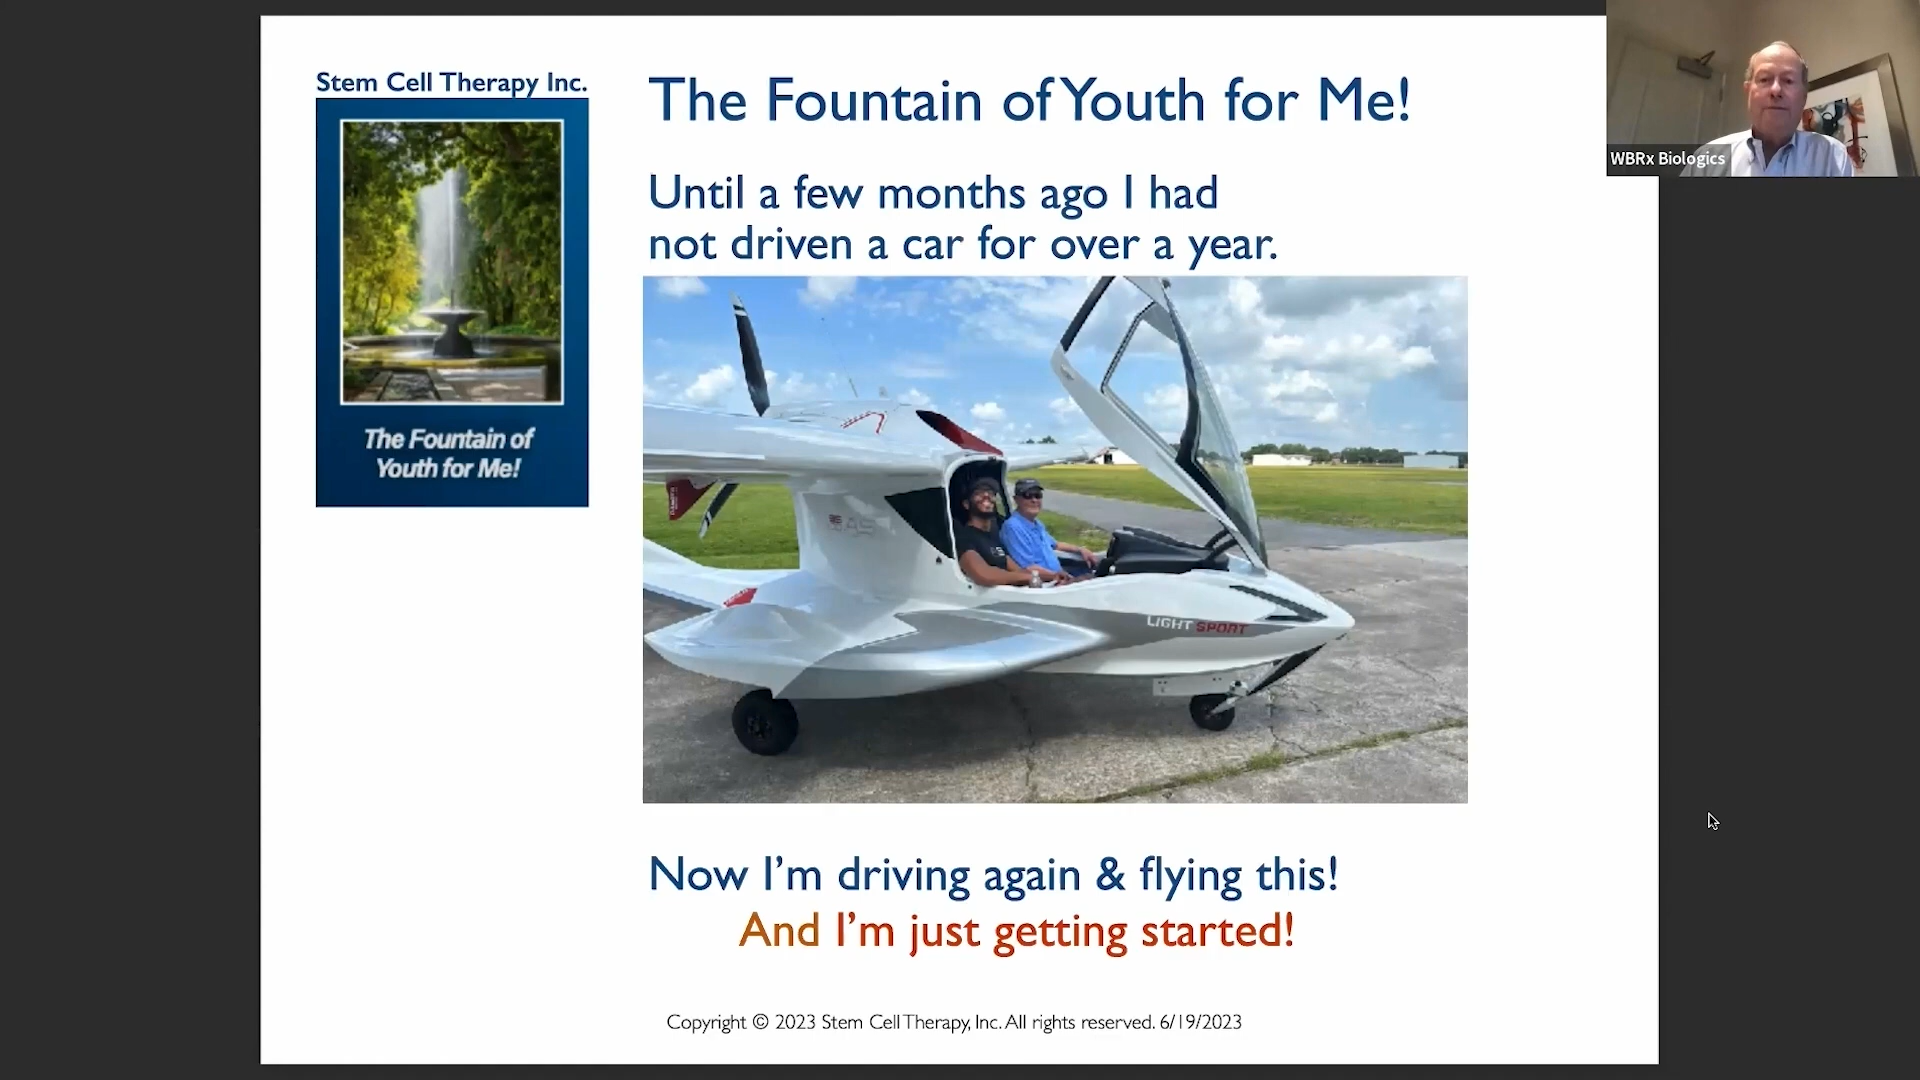 Stem Cell Therapy Inc.
The Fountain of
Youth for Me!
The Fountain of Youth for Me!
Until a few months ago I had
not driven a car for over a year.
LIGHT SPORT
Now I'm driving again & flying this!
And I'm just getting started!
Copyright © 2023 Stem Cell Therapy, Inc. All rights reserved. 6/19/2023
WBRx Biologics